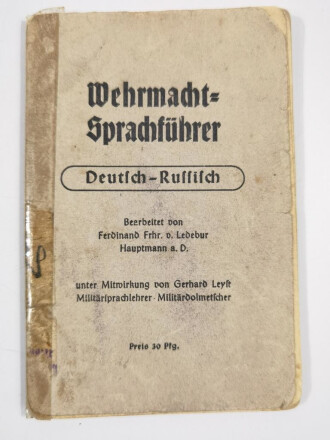 Wehrmacht=
Sprachführer
Deutsch-Russisch
Bearbeitet von
Ferdinand Frhr. v. Ledebur
Hauptmann a. D.
unter Mitwirkung von Gerhard Leyst
Militärsprachlehrer Militärdolmetscher
Preis 30 Pfg.